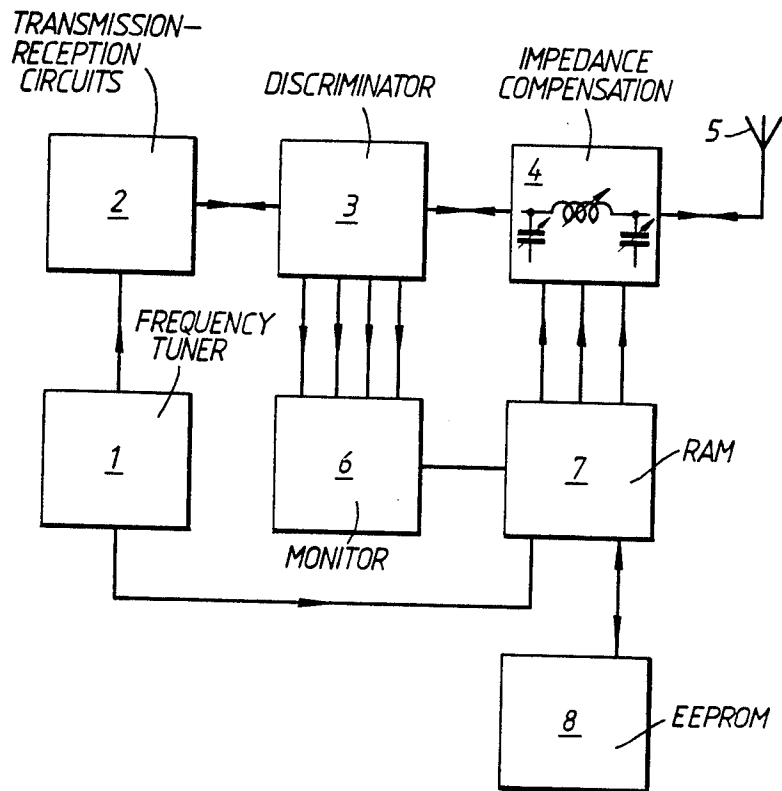 TRANSMISSION-
RECEPTION
CIRCUITS
DISCRIMINATOR
IMPEDANCE
COMPENSATION
5
2
3
4
FREQUENCY
TUNER
1
6
7
RAM
MONITOR
8
EEPROM